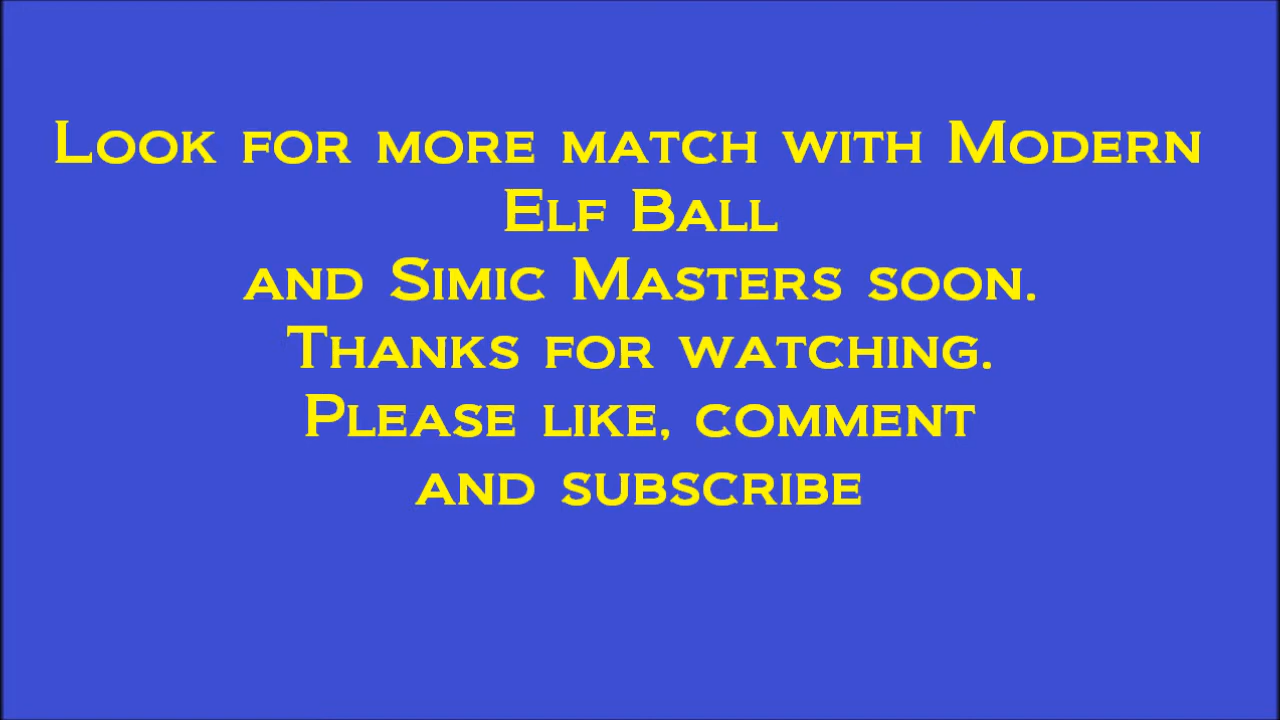 Look for more match with Modern
Elf Ball
and Simic Masters soon.
Thanks for watching.
Please like, comment
and subscribe